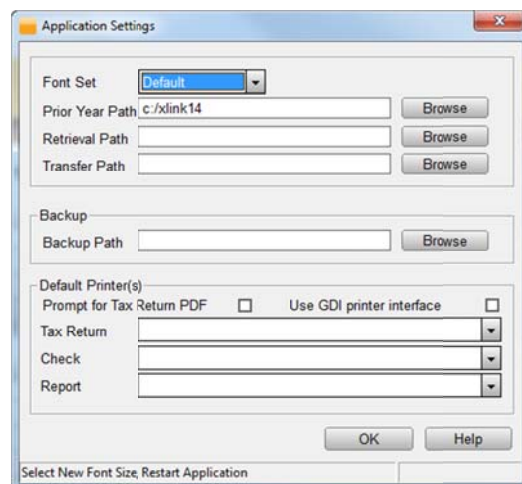 Application Settings
Font Set Default
Prior Year Path c:/xlink14 Browse
Retrieval Path Browse
Transfer Path Browse
Backup
Backup Path Browse
Default Printer(s)
Prompt for Tax Return PDF Use GDI printer interface
Tax Return
Check
Report
OK Help
Select New Font Size, Restart Application